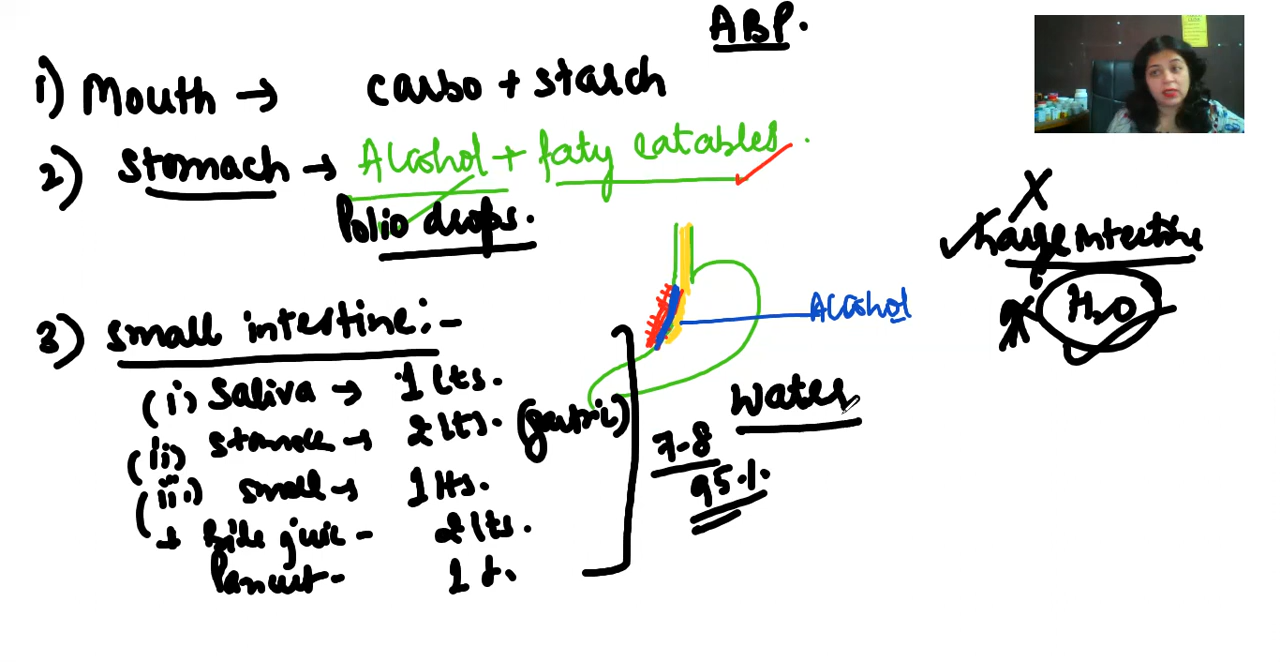 ABP.
1) Mouth → carbo + starch
2) Stomach → Alcohol + faty eatables.
Polio drops.
Large Intestine
H₂O
Alcohol
3) Small intestine:-
(i) Saliva → 1 lts.
(ii) stomach → 2 lts. (gastric)
(iii) small → 1 lts.
+ bile juic - 2 lts.
1 t.
Water
7-8
95%.